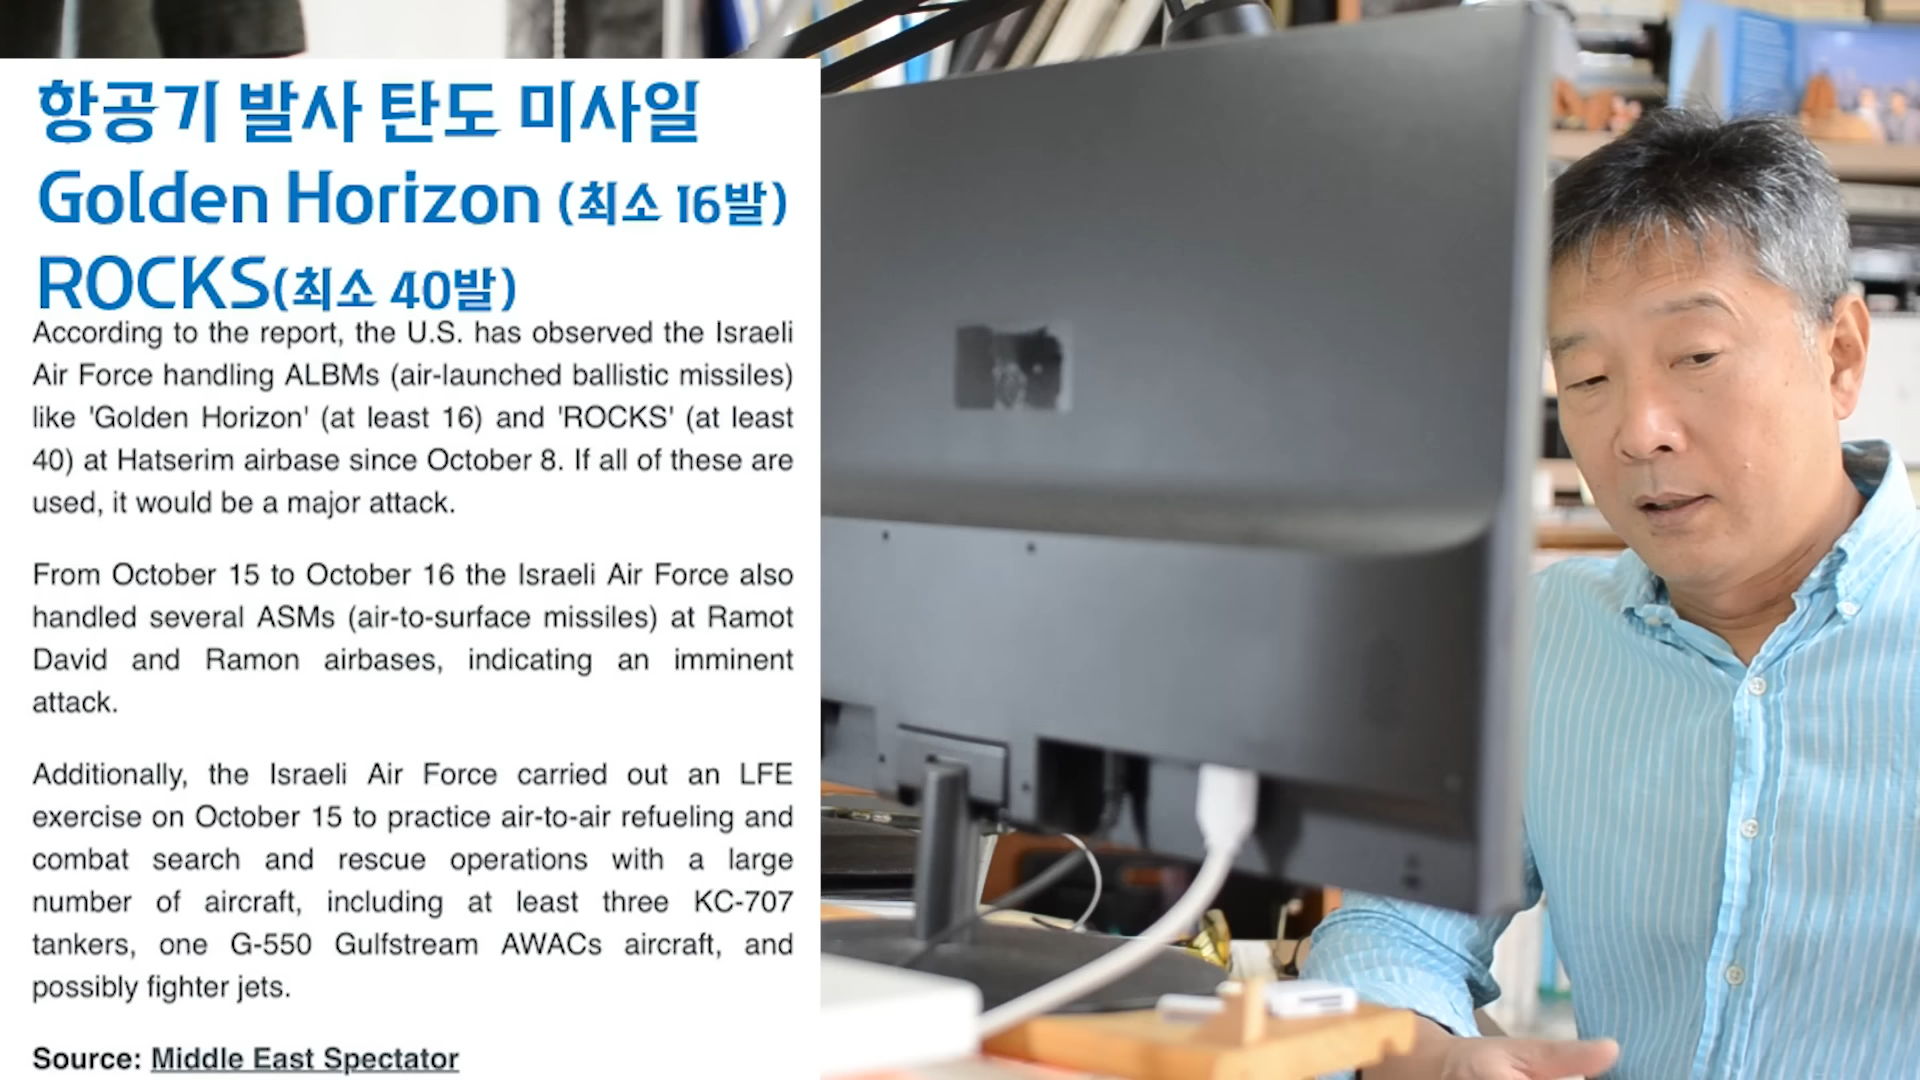 항공기 발사 탄도 미사일
Golden Horizon (최소 16발)
ROCKS(최소 40발)
According to the report, the U.S. has observed the Israeli
Air Force handling ALBMs (air-launched ballistic missiles)
like 'Golden Horizon' (at least 16) and 'ROCKS' (at least
40) at Hatserim airbase since October 8. If all of these are
used, it would be a major attack.
From October 15 to October 16 the Israeli Air Force also
handled several ASMs (air-to-surface missiles) at Ramot
David and Ramon airbases, indicating an imminent
attack.
Additionally, the Israeli Air Force carried out an LFE
exercise on October 15 to practice air-to-air refueling and
combat search and rescue operations with a large
number of aircraft, including at least three KC-707
tankers, one G-550 Gulfstream AWACs aircraft, and
possibly fighter jets.
Source: Middle East Spectator